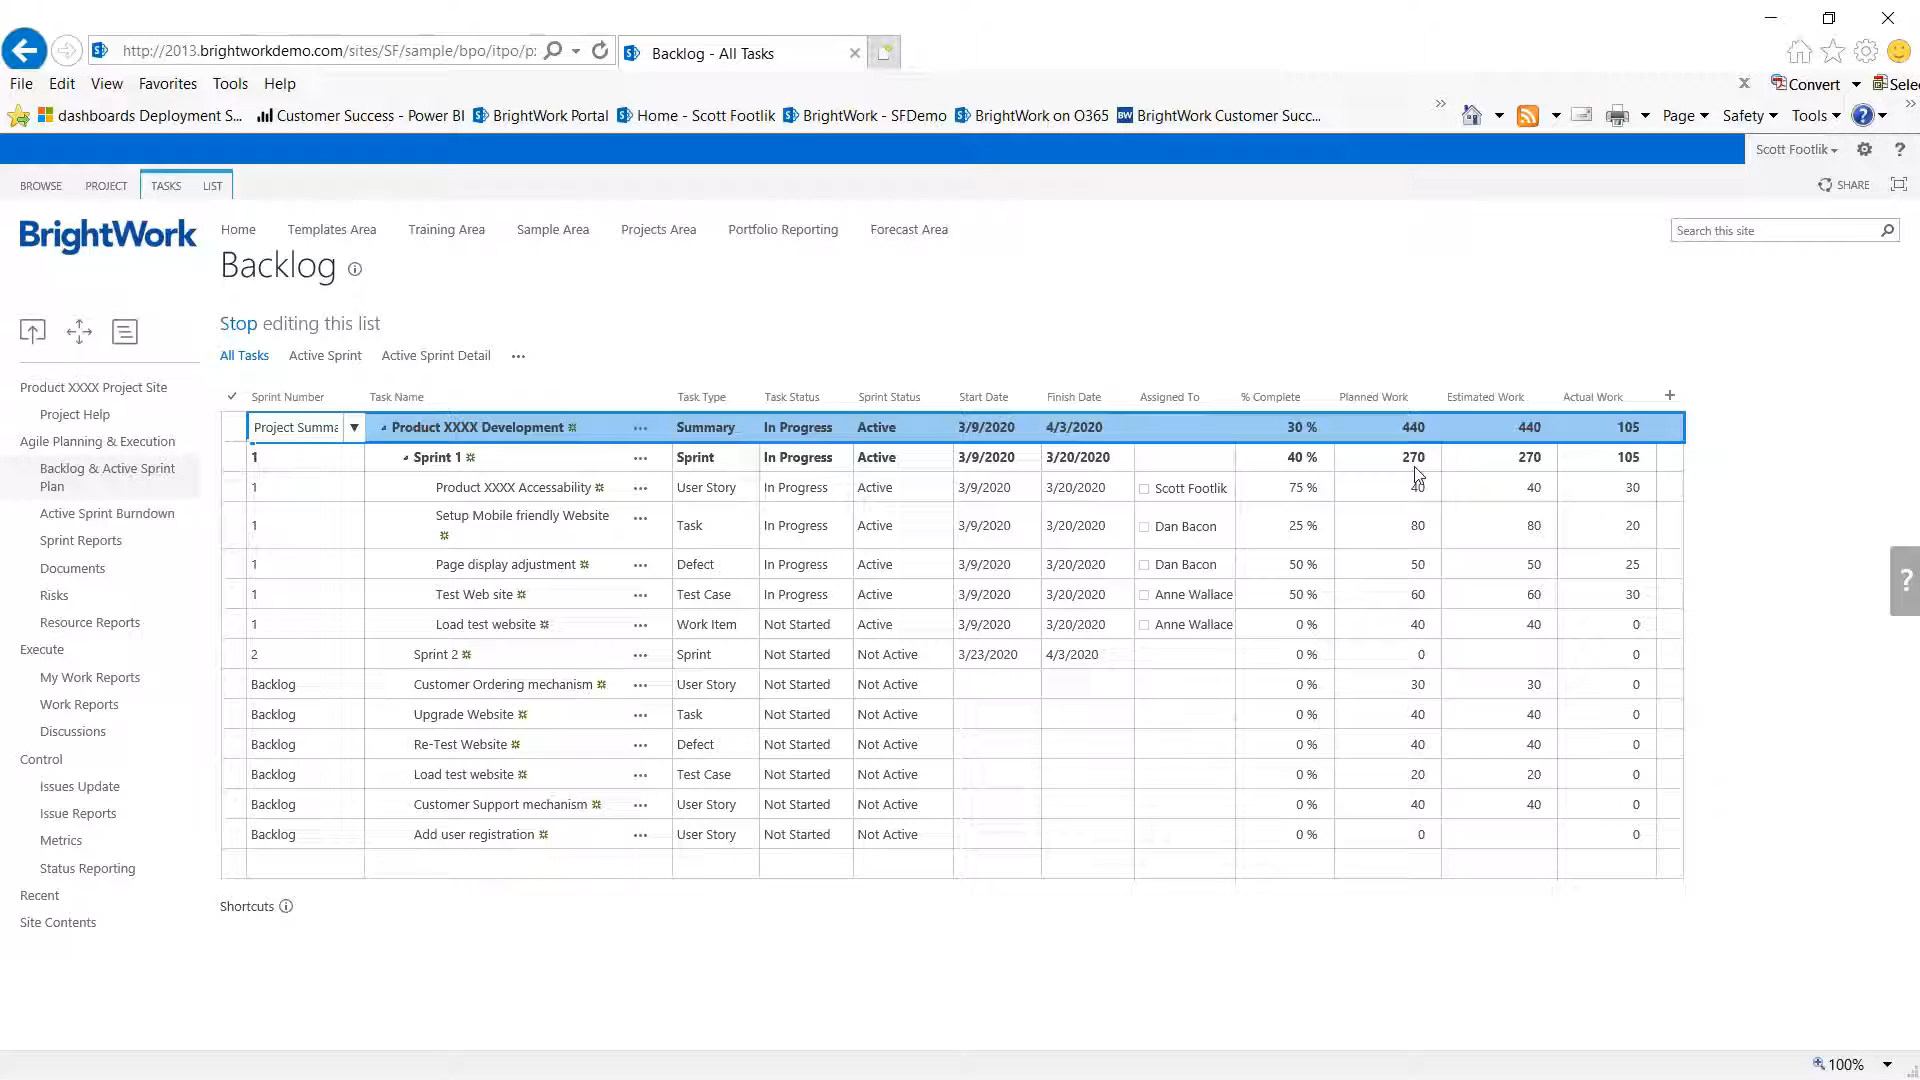 http://2013.brightworkdemo.com/sites/SF/sample/bpo/itpo/p:
Backlog - All Tasks
File Edit View Favorites Tools Help
Convert
dashboards Deployment S... Customer Success - Power BI BrightWork Portal Home - Scott Footlik BrightWork - SFDemo BrightWork on O365 BrightWork Customer Succ... Page Safety Tools
Scott Footlik
BROWSE PROJECT TASKS LIST SHARE
BrightWork
Home Templates Area Training Area Sample Area Projects Area Portfolio Reporting Forecast Area
Search this site
Backlog
Stop editing this list
All Tasks Active Sprint Active Sprint Detail ...
Product XXXX Project Site
Project Help
Agile Planning & Execution
Backlog & Active Sprint
Plan
Active Sprint Burndown
Sprint Reports
Documents
Risks
Resource Reports
Execute
My Work Reports
Work Reports
Discussions
Control
Issues Update
Issue Reports
Metrics
Status Reporting
Recent
Site Contents
Sprint Number Task Name Task Type Task Status Sprint Status Start Date Finish Date Assigned To % Complete Planned Work Estimated Work Actual Work +
Project Summa Product XXXX Development ... Summary In Progress Active 3/9/2020 4/3/2020 30 % 440 440 105
1 Sprint 1 ... Sprint In Progress Active 3/9/2020 3/20/2020 40 % 270 270 105
1 Product XXXX Accessability ... User Story In Progress Active 3/9/2020 3/20/2020 Scott Footlik 75 % 40 40 30
1 Setup Mobile friendly Website ... Task In Progress Active 3/9/2020 3/20/2020 Dan Bacon 25 % 80 80 20
1 Page display adjustment ... Defect In Progress Active 3/9/2020 3/20/2020 Dan Bacon 50 % 50 50 25
1 Test Web site ... Test Case In Progress Active 3/9/2020 3/20/2020 Anne Wallace 50 % 60 60 30
1 Load test website ... Work Item Not Started Active 3/9/2020 3/20/2020 Anne Wallace 0 % 40 40 0
2 Sprint 2 ... Sprint Not Started Not Active 3/23/2020 4/3/2020 0 % 0 0
Backlog Customer Ordering mechanism ... User Story Not Started Not Active 0 % 30 30 0
Backlog Upgrade Website ... Task Not Started Not Active 0 % 40 40 0
Backlog Re-Test Website ... Defect Not Started Not Active 0 % 40 40 0
Backlog Load test website ... Test Case Not Started Not Active 0 % 20 20 0
Backlog Customer Support mechanism ... User Story Not Started Not Active 0 % 40 40 0
Backlog Add user registration ... User Story Not Started Not Active 0 % 0 0
Shortcuts
?
100%